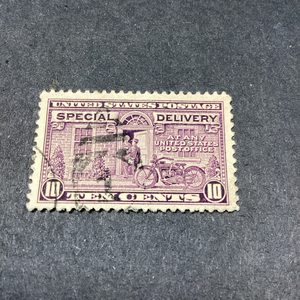 UNITED STATES POSTAGE
SPECIAL DELIVERY
AT ANY
UNITED STATES
POST OFFICE
10 10
TEN CENTS